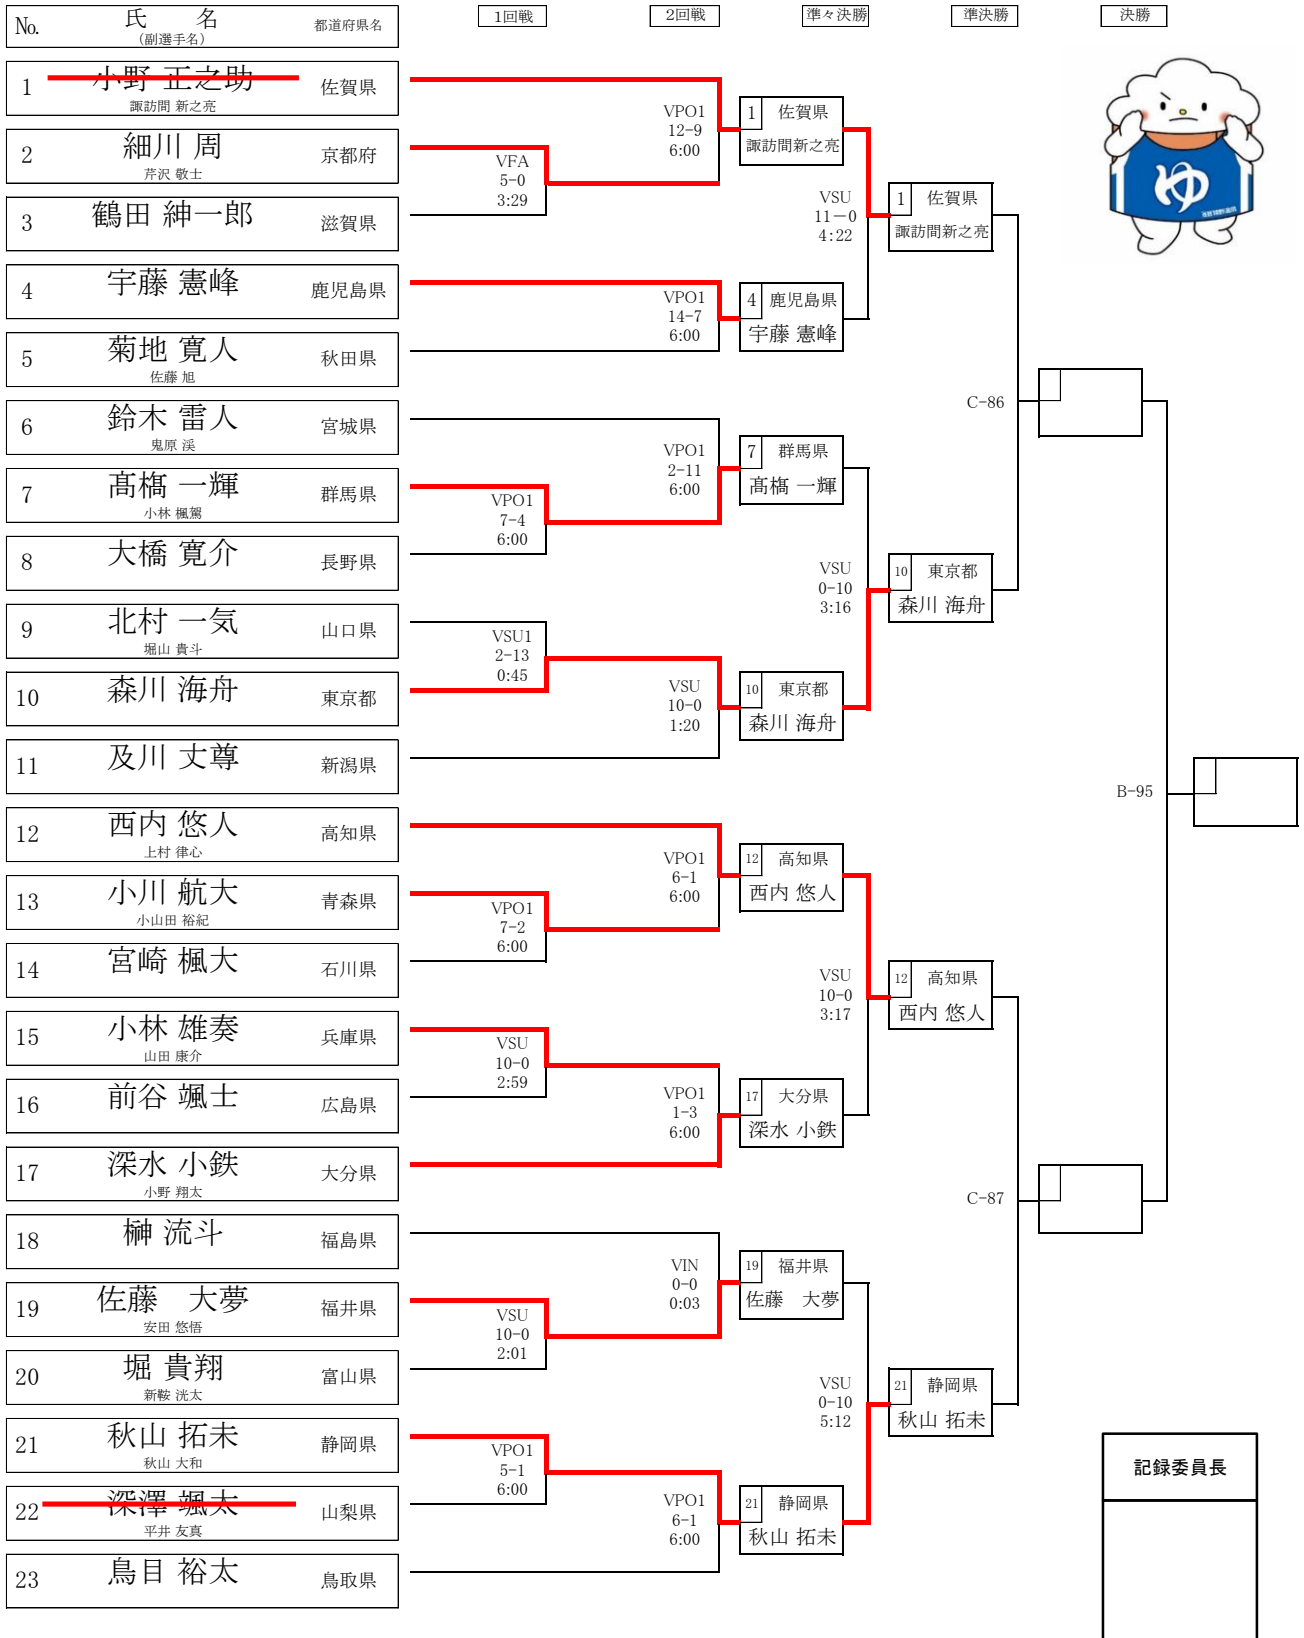 No. 氏 名 都道府県名 1回戦 2回戦 準々決勝 準決勝 決勝
(副選手名)
1 小野 正之助 佐賀県
諏訪間 新之亮
2 細川 周 京都府
芹沢 敬士
3 鶴田 紳一郎 滋賀県
4 宇藤 憲峰 鹿児島県
5 菊地 寛人 秋田県
佐藤 旭
6 鈴木 雷人 宮城県
鬼原 渓
7 髙橋 一輝 群馬県
小林 楓篤
8 大橋 寛介 長野県
9 北村 一気 山口県
堀山 貴斗
10 森川 海舟 東京都
11 及川 丈尊 新潟県
12 西内 悠人 高知県
上村 律心
13 小川 航大 青森県
小山田 裕紀
14 宮崎 楓大 石川県
15 小林 雄奏 兵庫県
山田 康介
16 前谷 颯士 広島県
17 深水 小鉄 大分県
小野 翔太
18 榊 流斗 福島県
19 佐藤 大夢 福井県
安田 悠悟
20 堀 貴翔 富山県
新鞍 洸太
21 秋山 拓未 静岡県
秋山 大和
22 深澤 颯太 山梨県
平井 友真
23 鳥目 裕太 鳥取県
VFA
5-0
3:29
VPO1
7-4
6:00
VSU1
2-13
0:45
VPO1
7-2
6:00
VSU
10-0
2:59
VSU
10-0
2:01
VPO1
5-1
6:00
VPO1
12-9
6:00
VPO1
14-7
6:00
VPO1
2-11
6:00
VSU
10-0
1:20
VPO1
6-1
6:00
VPO1
1-3
6:00
VIN
0-0
0:03
VPO1
6-1
6:00
1 佐賀県
諏訪間新之亮
4 鹿児島県
宇藤 憲峰
7 群馬県
髙橋 一輝
10 東京都
森川 海舟
12 高知県
西内 悠人
17 大分県
深水 小鉄
19 福井県
佐藤 大夢
21 静岡県
秋山 拓未
VSU
11-0
4:22
VSU
0-10
3:16
VSU
10-0
3:17
VSU
0-10
5:12
1 佐賀県
諏訪間新之亮
10 東京都
森川 海舟
12 高知県
西内 悠人
21 静岡県
秋山 拓未
C-86
C-87
B-95
ゆ
記録委員長